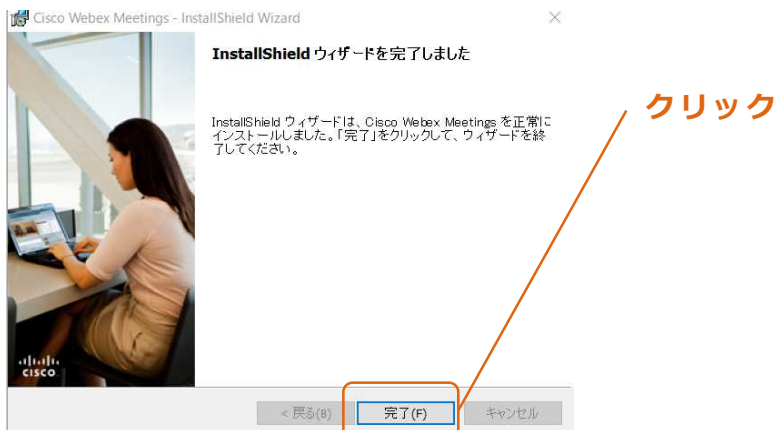 Cisco Webex Meetings - InstallShield Wizard
InstallShield ウィザードを完了しました
クリック
InstallShield ウィザードは、Cisco Webex Meetings を正常に
インストールしました。「完了」をクリックして、ウィザードを終
了してください。
CISCO
< 戻る(B)
完了(F)
キャンセル